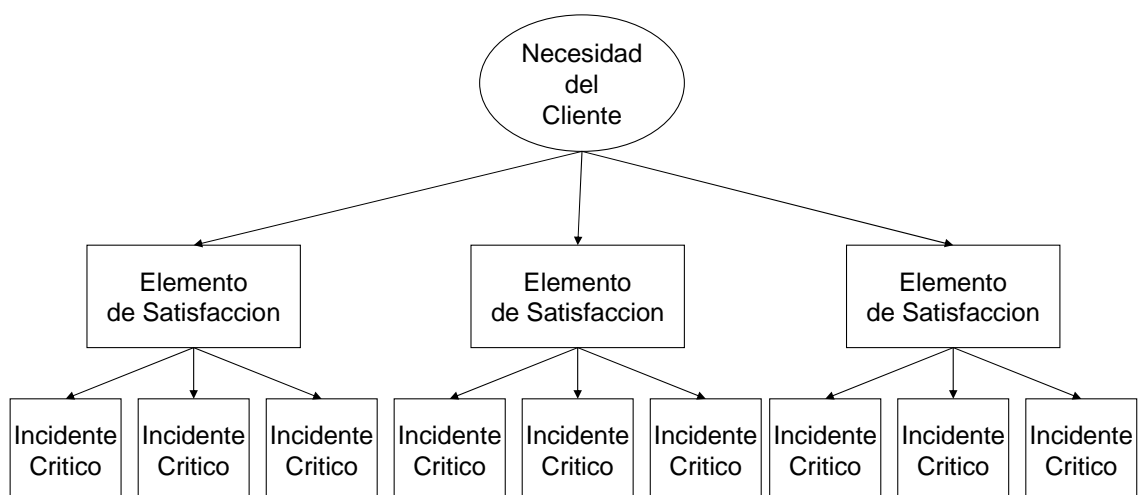 Necesidad
del
Cliente
Elemento
de Satisfaccion
Elemento
de Satisfaccion
Elemento
de Satisfaccion
Incidente
Critico
Incidente
Critico
Incidente
Critico
Incidente
Critico
Incidente
Critico
Incidente
Critico
Incidente
Critico
Incidente
Critico
Incidente
Critico